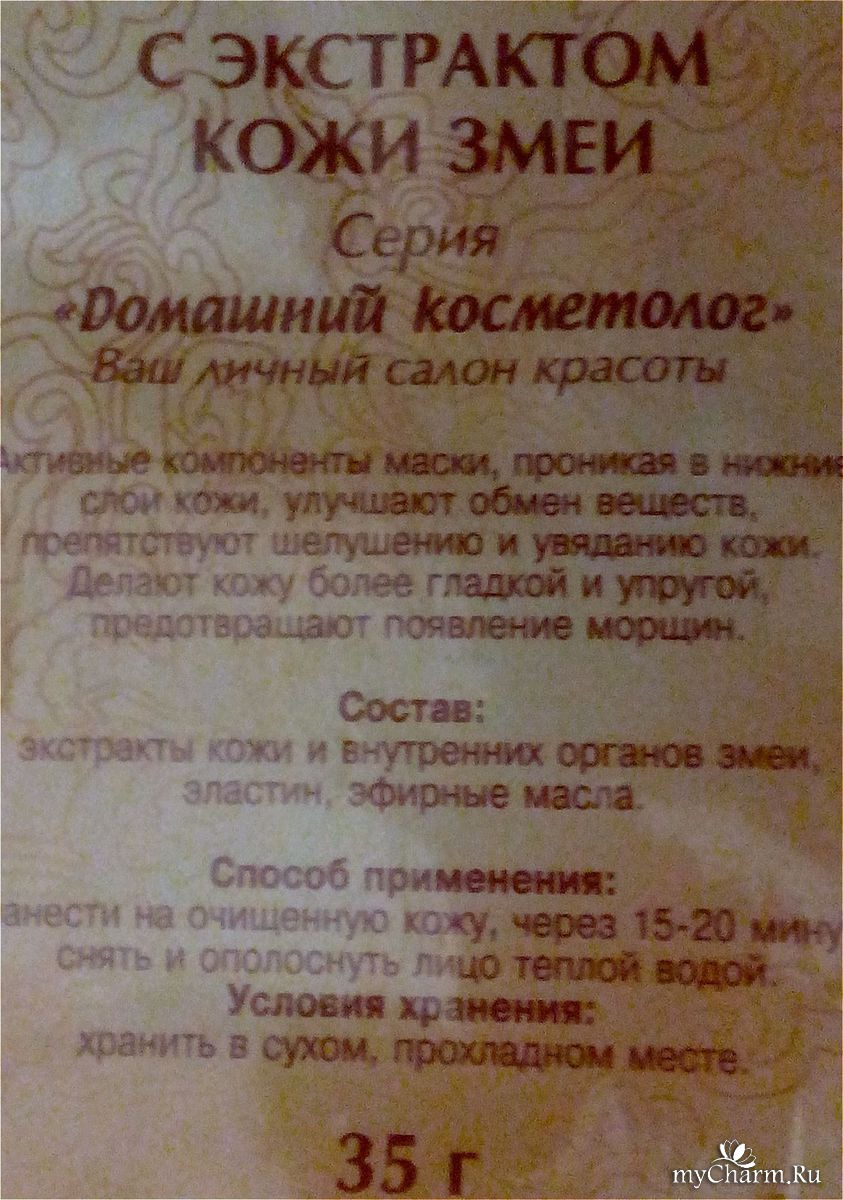 С ЭКСТРАКТОМ
КОЖИ ЗМЕИ
Серия
«Домашний косметолог»
Ваш личный салон красоты
Активные компоненты маски, проникая в нижние
слои кожи, улучшают обмен веществ,
препятствуют шелушению и увяданию кожи.
Делают кожу более гладкой и упругой,
предотвращают появление морщин.
Состав:
экстракты кожи и внутренних органов змеи,
эластин, эфирные масла.
Способ применения:
анести на очищенную кожу, через 15-20 мину
снять и ополоснуть лицо теплой водой.
Условия хранения:
хранить в сухом, прохладном месте.
35 г
myCharm.Ru